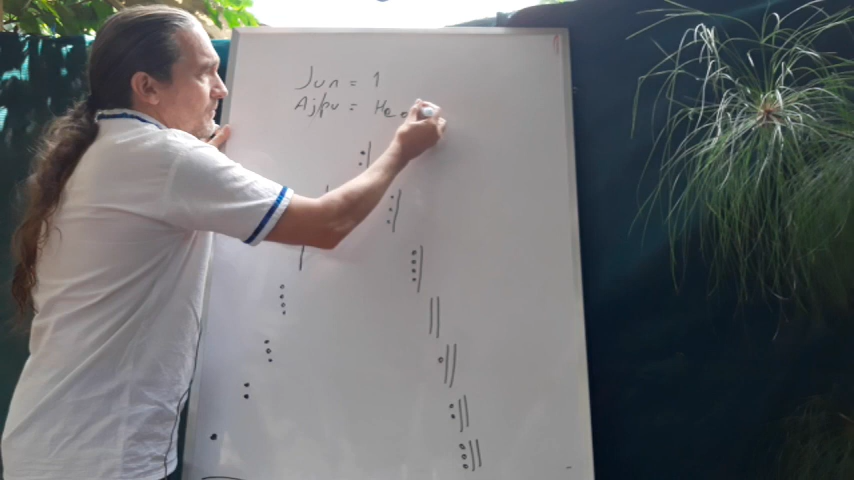 Jun = 1
Ajpu = He